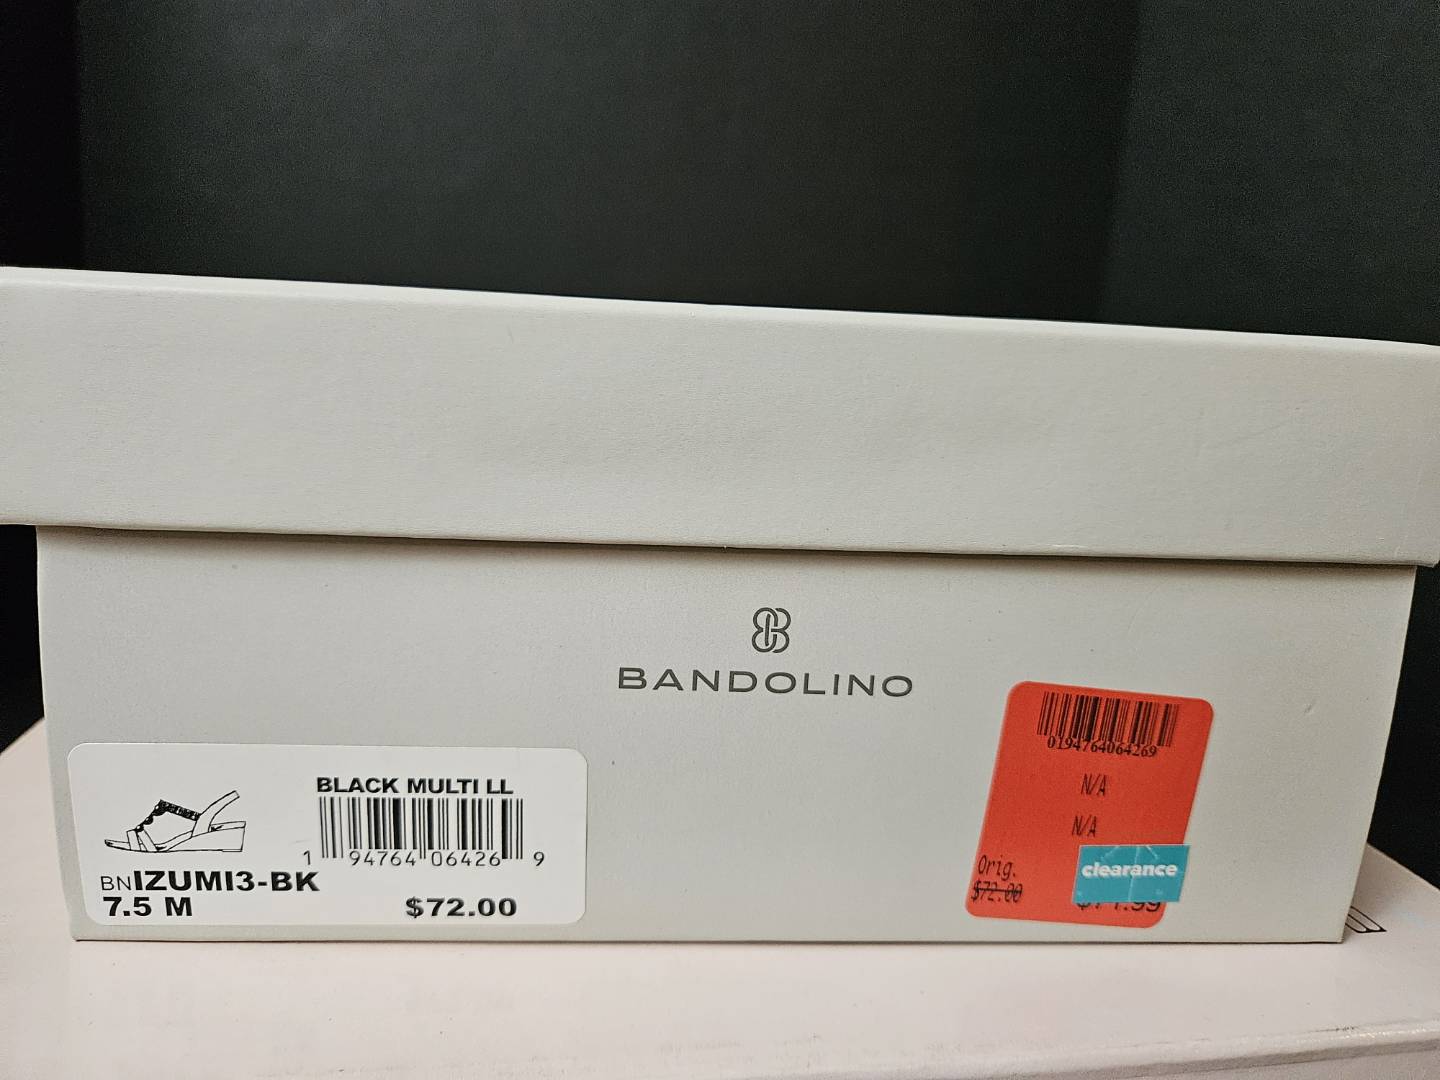 BANDOLINO
BLACK MULTI LL
1 94764 06426 9
BNIZUMI3-BK
7.5 M $72.00
0194764064269
N/A
N/A
Orig.
$72.00
clearance